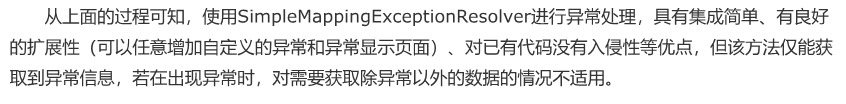 从上面的过程可知，使用SimpleMappingExceptionResolver进行异常处理，具有集成简单、有良好
的扩展性（可以任意增加自定义的异常和异常显示页面）、对已有代码没有入侵性等优点，但该方法仅能获
取到异常信息，若在出现异常时，对需要获取除异常以外的数据的情况不适用。